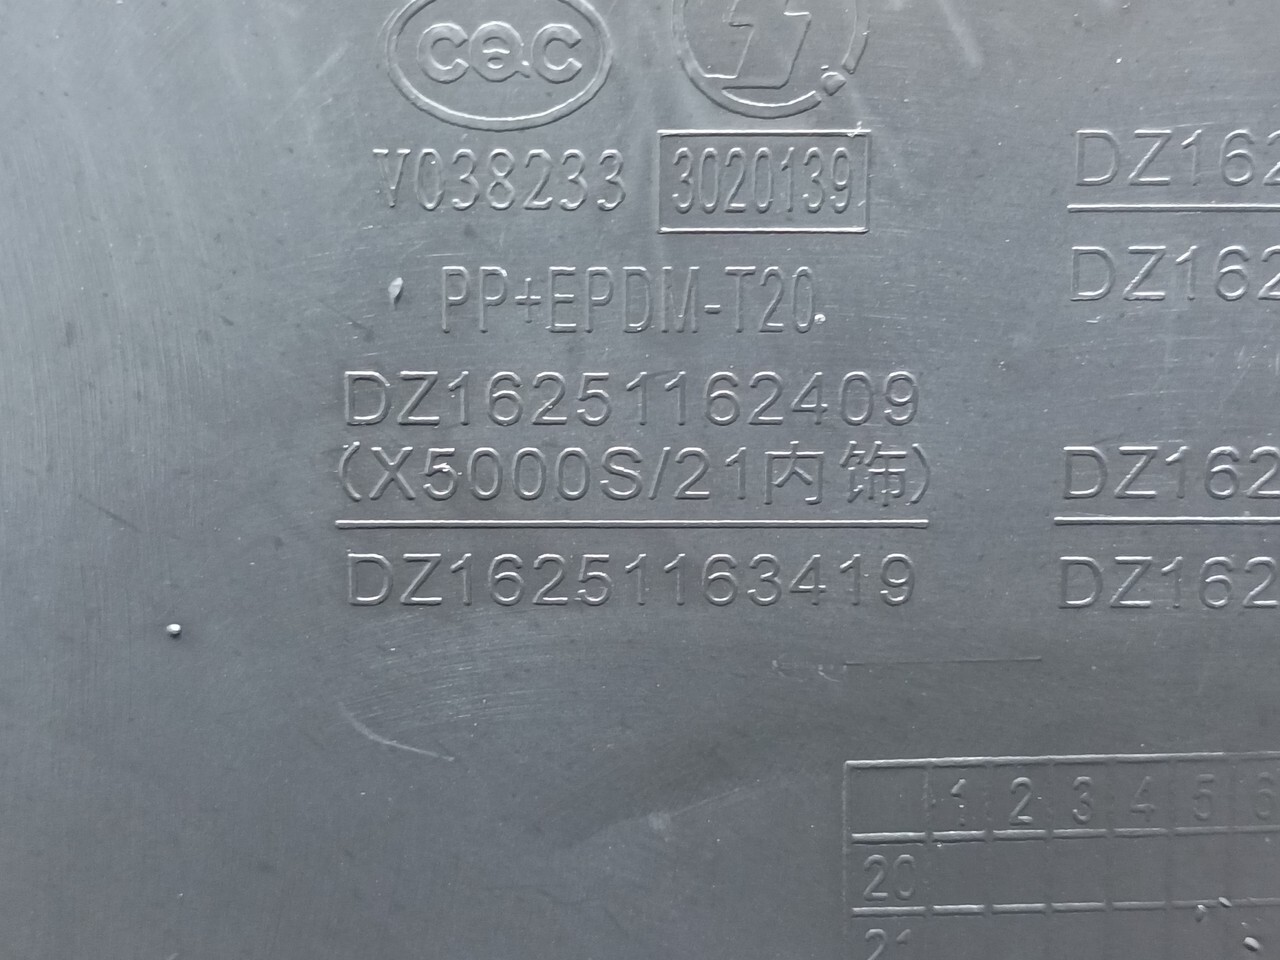 cqc
V038233 3020139
PP+EPDM-T20
DZ16251162409
(X5000S/21内饰)
DZ16251163419
DZ162
DZ162
DZ162
DZ162
1 2 3 4 5 6
20
21